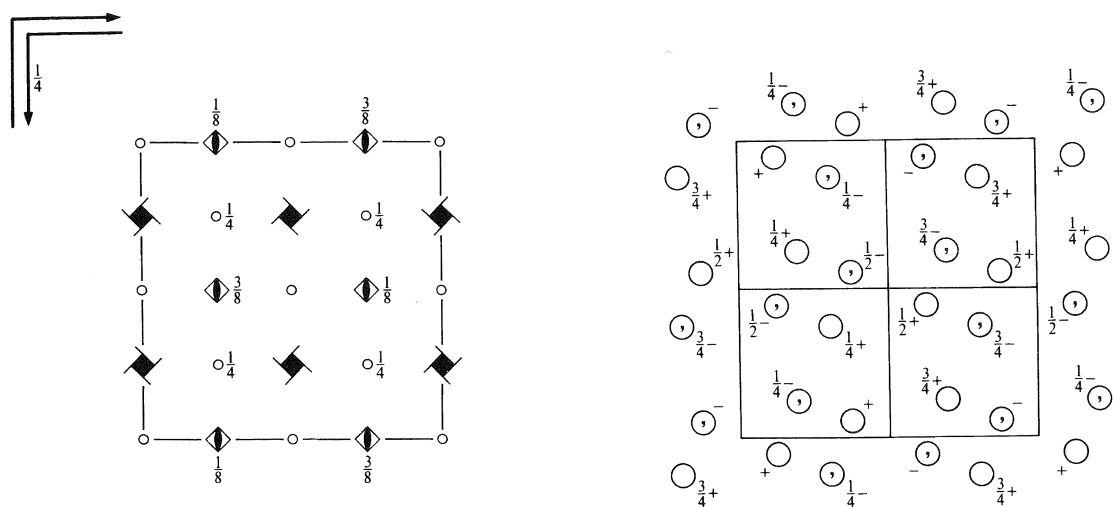 1/4
1/8 3/8
1/4 1/4
3/8 1/8
1/4 1/4
1/8 3/8
1/4− 3/4+ 1/4−
− + −
+ − +
3/4+ 1/4− 3/4+
1/4+ 3/4− 1/4+
1/2+ 1/2− 1/2+
1/2− 1/2+ 1/2−
3/4− 1/4+ 3/4−
1/4− 3/4+ 1/4−
− + −
+ − +
3/4+ 1/4− 3/4+